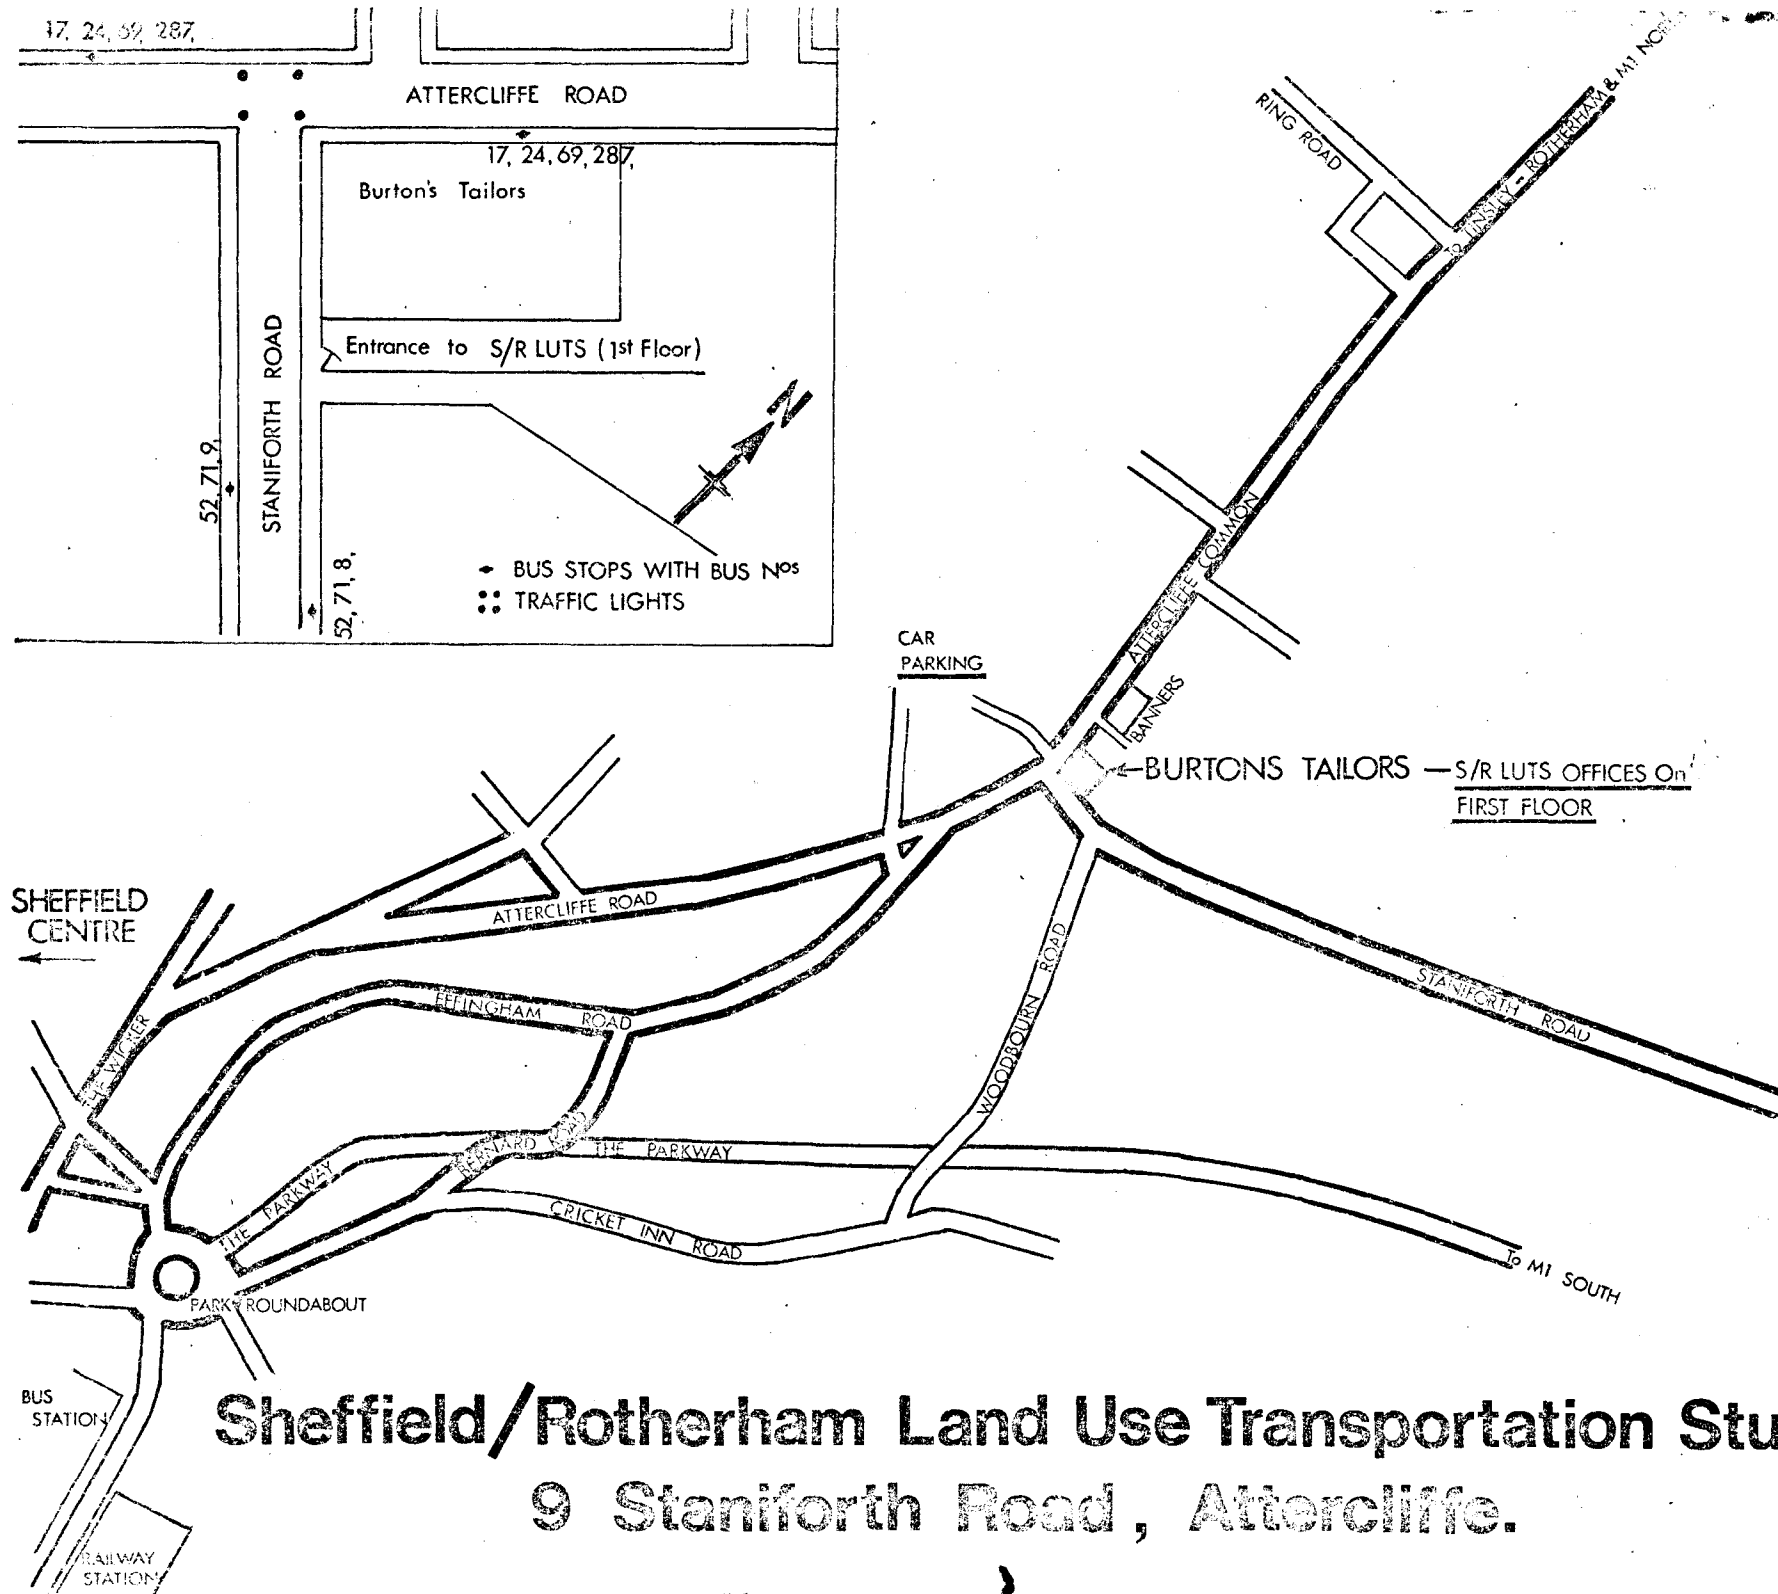 17, 24, 69, 287,
ATTERCLIFFE ROAD
17, 24, 69, 287,
Burton's Tailors
STANIFORTH ROAD
Entrance to S/R LUTS (1st Floor)
N
52, 71, 9,
52, 71, 8,
BUS STOPS WITH BUS Nos
TRAFFIC LIGHTS
RING ROAD
To TINSLEY - ROTHERHAM & M1 NORTH
ATTERCLIFFE COMMON
CAR
PARKING
BANNERS
BURTONS TAILORS — S/R LUTS OFFICES On
FIRST FLOOR
SHEFFIELD
CENTRE
ATTERCLIFFE ROAD
EFFINGHAM ROAD
THE WICKER
WOODBOURN ROAD
STANIFORTH ROAD
BERNARD ROAD
THE PARKWAY
THE PARKWAY
CRICKET INN ROAD
To M1 SOUTH
PARK ROUNDABOUT
BUS
STATION
RAILWAY
STATION
Sheffield/Rotherham Land Use Transportation Stu
9 Staniforth Road, Attercliffe.